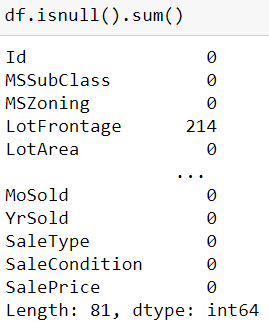 df.isnull().sum()
Id 0
MSSubClass 0
MSZoning 0
LotFrontage 214
LotArea 0
...
MoSold 0
YrSold 0
SaleType 0
SaleCondition 0
SalePrice 0
Length: 81, dtype: int64